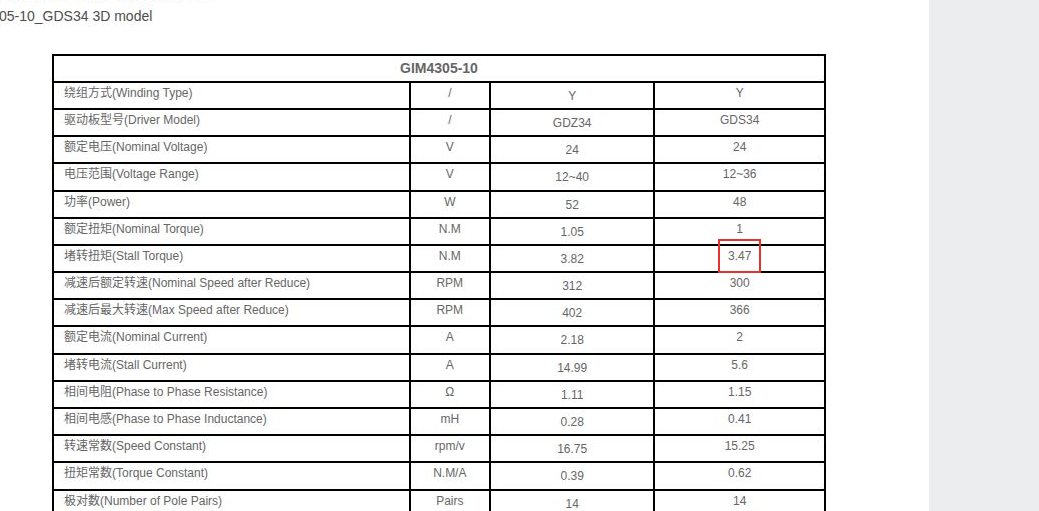 05-10_GDS34 3D model
GIM4305-10
绕组方式(Winding Type) / Y Y
驱动板型号(Driver Model) / GDZ34 GDS34
额定电压(Nominal Voltage) V 24 24
电压范围(Voltage Range) V 12~40 12~36
功率(Power) W 52 48
额定扭矩(Nominal Torque) N.M 1.05 1
堵转扭矩(Stall Torque) N.M 3.82 3.47
减速后额定转速(Nominal Speed after Reduce) RPM 312 300
减速后最大转速(Max Speed after Reduce) RPM 402 366
额定电流(Nominal Current) A 2.18 2
堵转电流(Stall Current) A 14.99 5.6
相间电阻(Phase to Phase Resistance) Ω 1.11 1.15
相间电感(Phase to Phase Inductance) mH 0.28 0.41
转速常数(Speed Constant) rpm/v 16.75 15.25
扭矩常数(Torque Constant) N.M/A 0.39 0.62
极对数(Number of Pole Pairs) Pairs 14 14